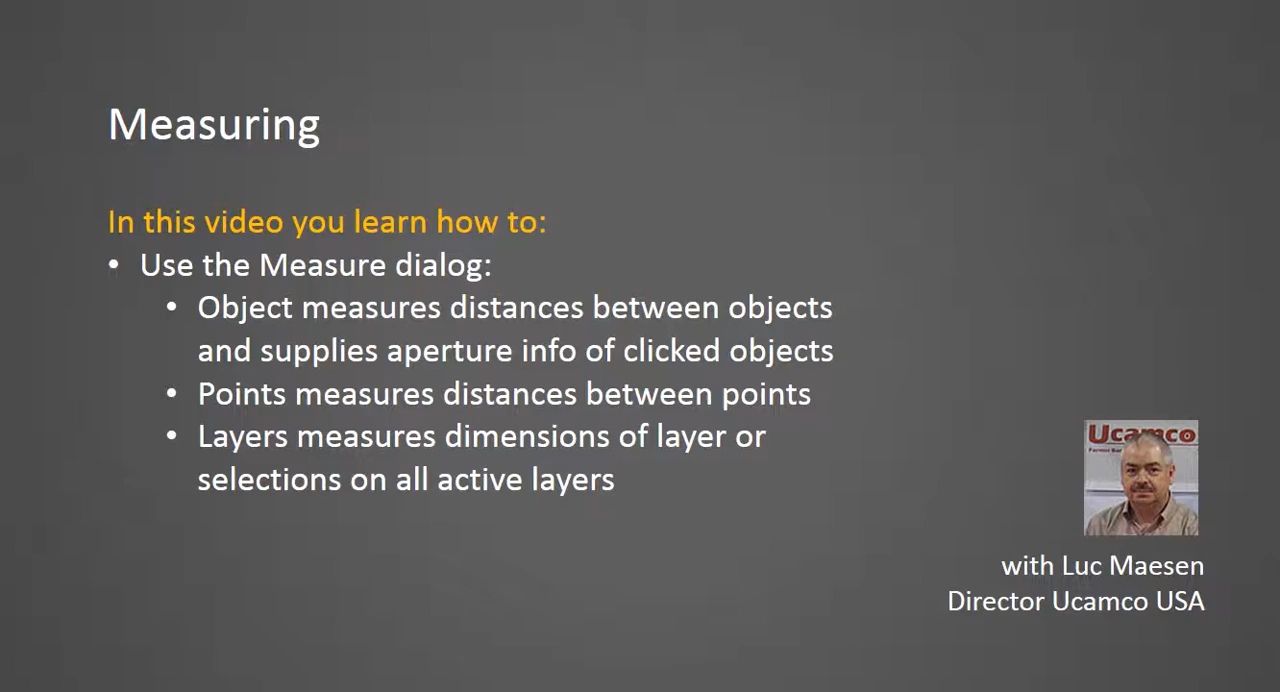 Measuring
In this video you learn how to:
• Use the Measure dialog:
• Object measures distances between objects
and supplies aperture info of clicked objects
• Points measures distances between points
• Layers measures dimensions of layer or
selections on all active layers
Ucamco
with Luc Maesen
Director Ucamco USA